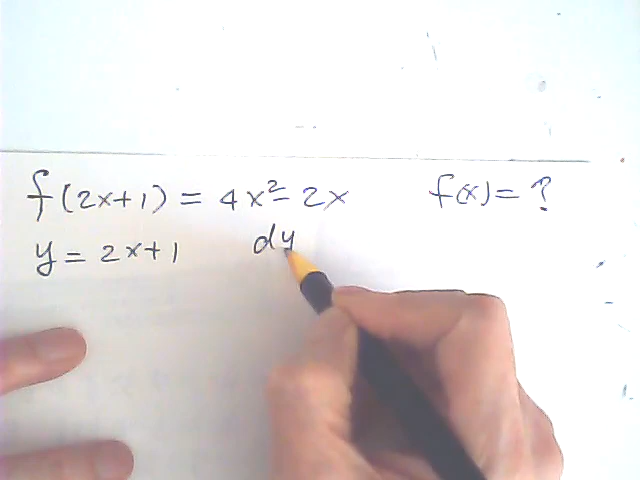 f(2x+1) = 4x² - 2x f(x) = ?
y = 2x+1 dy